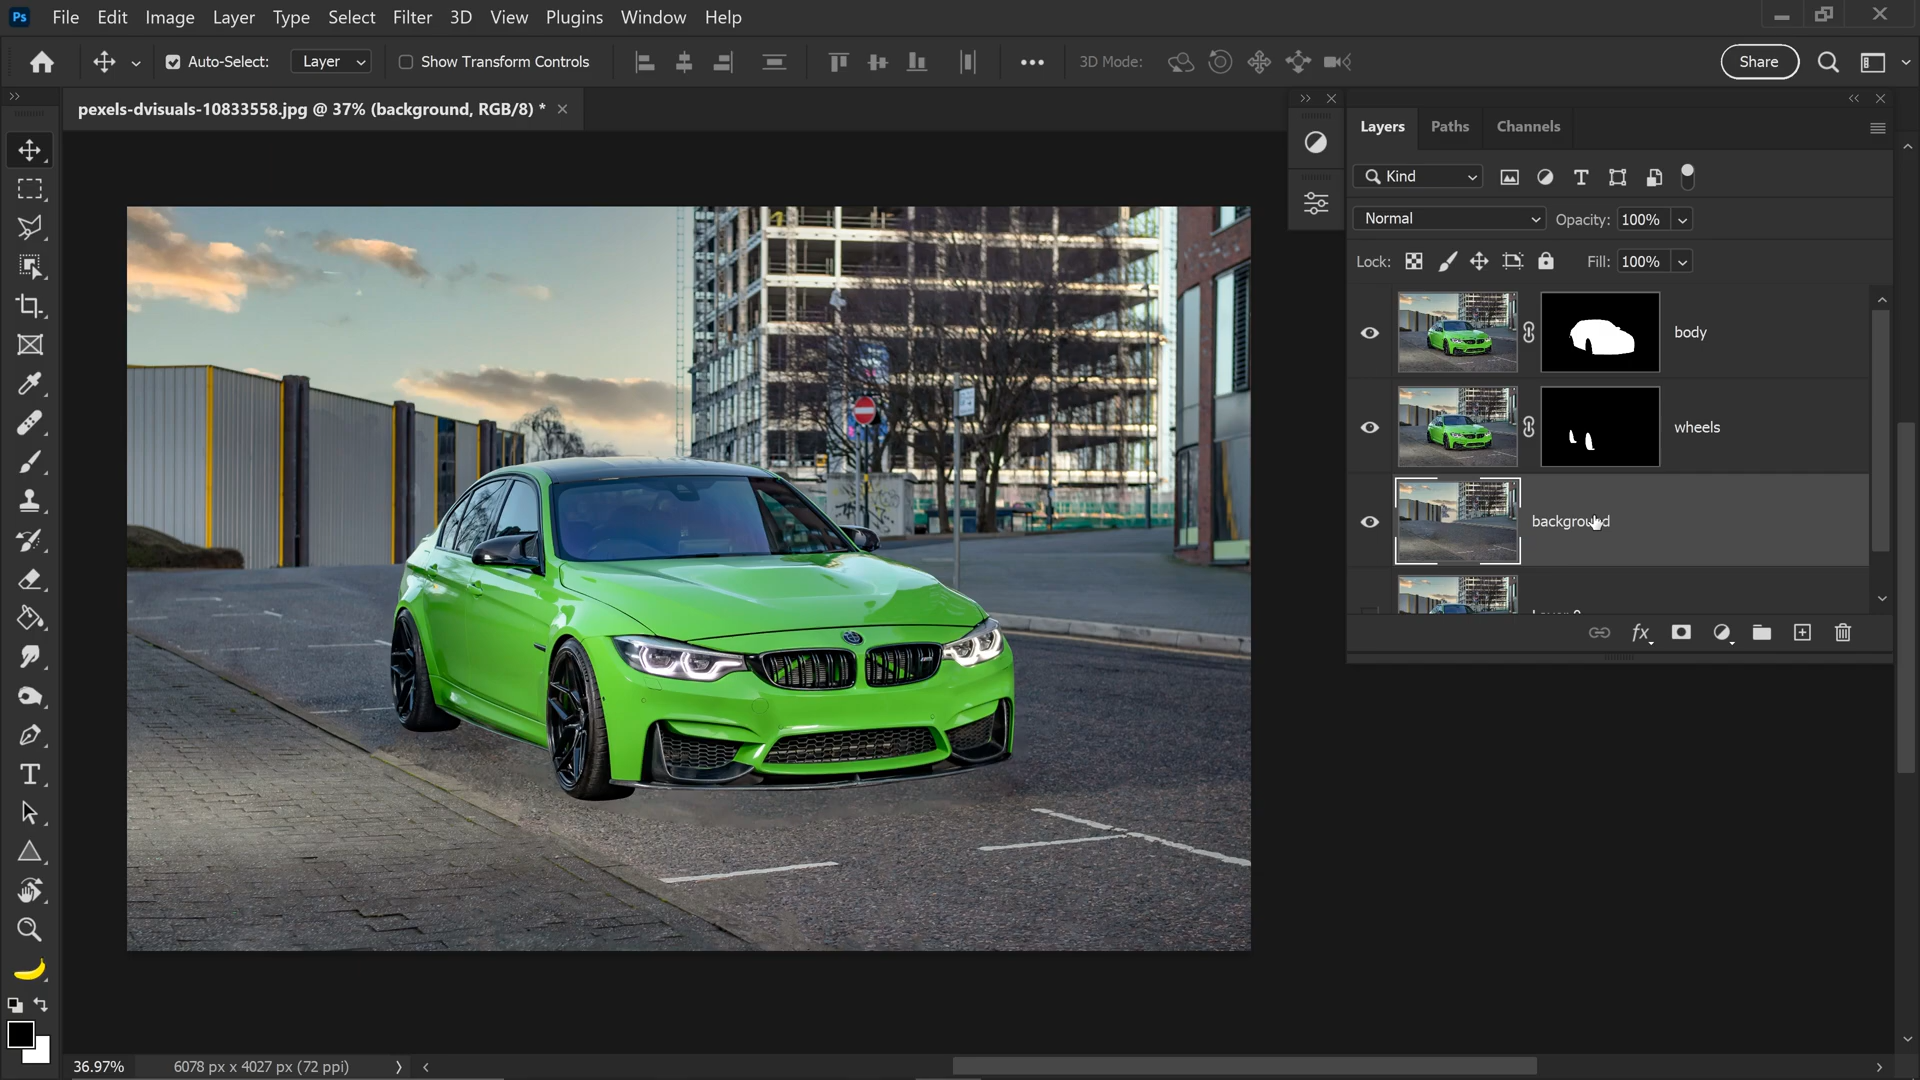 Ps File Edit Image Layer Type Select Filter 3D View Plugins Window Help
Auto-Select: Layer Show Transform Controls 3D Mode: Share
pexels-dvisuals-10833558.jpg @ 37% (background, RGB/8) *
Layers Paths Channels
Kind
Normal Opacity: 100%
Lock: Fill: 100%
body
wheels
background
fx
36.97% 6078 px x 4027 px (72 ppi)